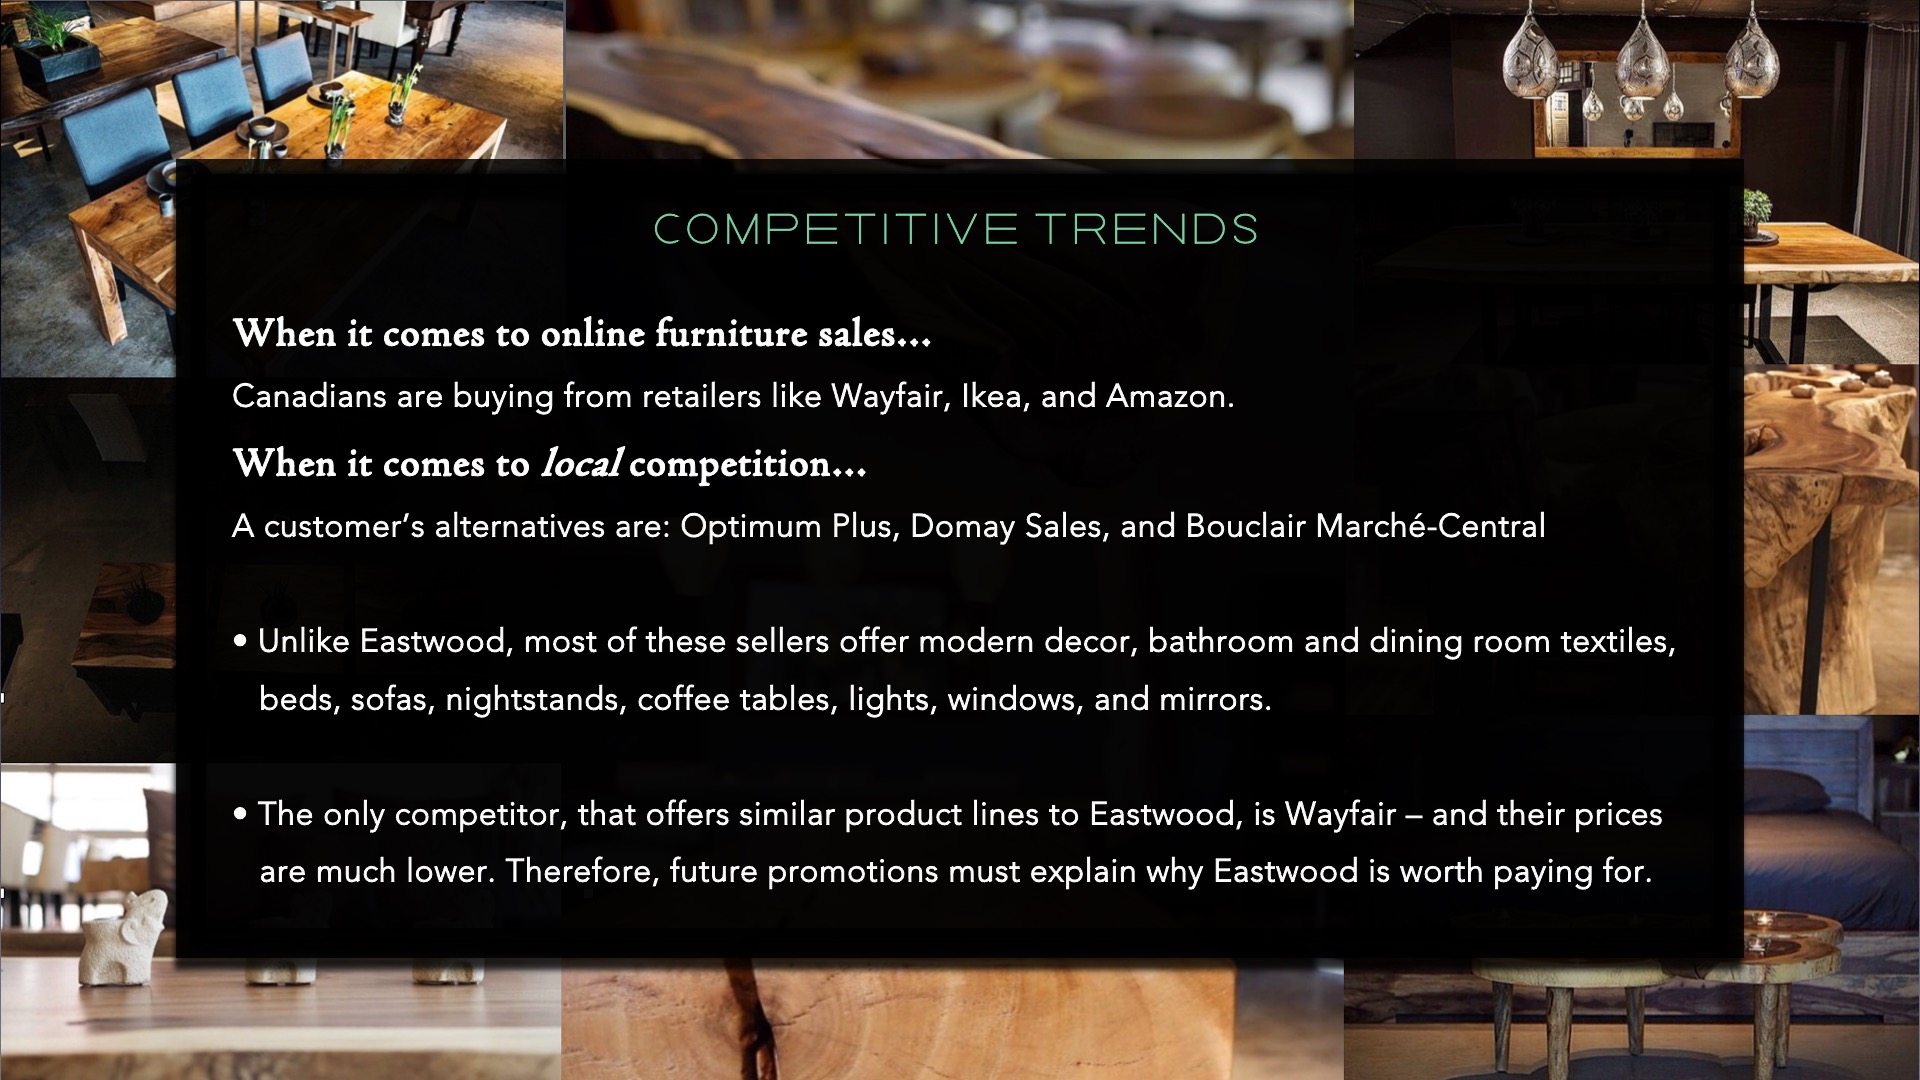 COMPETITIVE TRENDS
When it comes to online furniture sales...
Canadians are buying from retailers like Wayfair, Ikea, and Amazon.
When it comes to local competition...
A customer’s alternatives are: Optimum Plus, Domay Sales, and Bouclair Marché-Central
• Unlike Eastwood, most of these sellers offer modern decor, bathroom and dining room textiles,
beds, sofas, nightstands, coffee tables, lights, windows, and mirrors.
• The only competitor, that offers similar product lines to Eastwood, is Wayfair – and their prices
are much lower. Therefore, future promotions must explain why Eastwood is worth paying for.